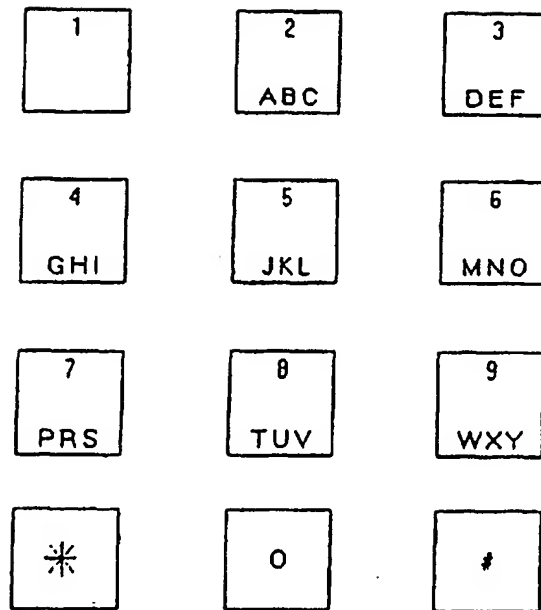 1 2 3
ABC DEF
4 5 6
GHI JKL MNO
7 8 9
PRS TUV WXY
* 0 #